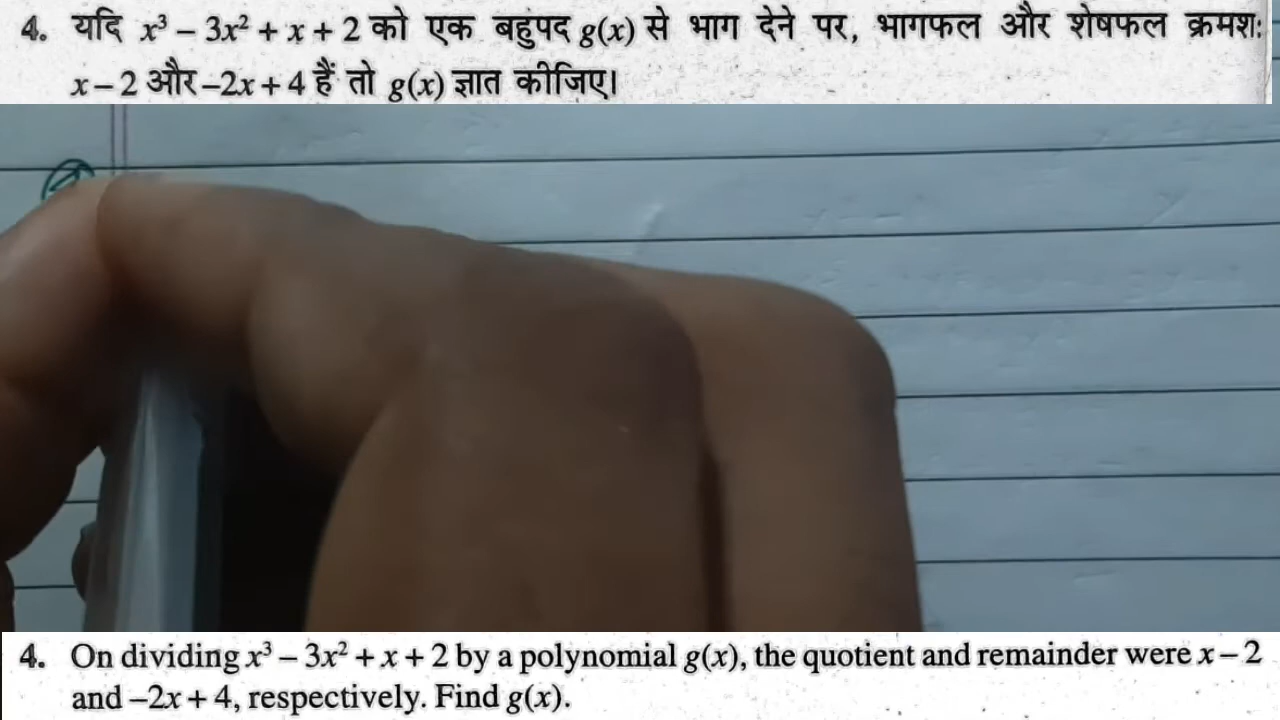 4. यदि x³ – 3x² + x + 2 को एक बहुपद g(x) से भाग देने पर, भागफल और शेषफल क्रमश:
x – 2 और –2x + 4 हैं तो g(x) ज्ञात कीजिए।
4. On dividing x³ – 3x² + x + 2 by a polynomial g(x), the quotient and remainder were x – 2
and –2x + 4, respectively. Find g(x).